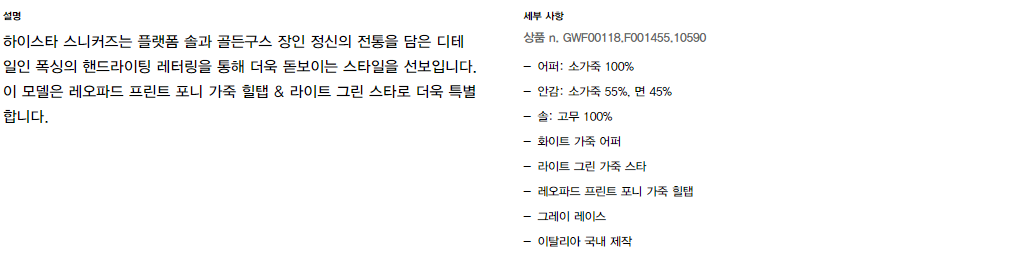 설명
하이스타 스니커즈는 플랫폼 솔과 골든구스 장인 정신의 전통을 담은 디테
일인 폭싱의 핸드라이팅 레터링을 통해 더욱 돋보이는 스타일을 선보입니다.
이 모델은 레오파드 프린트 포니 가죽 힐탭 & 라이트 그린 스타로 더욱 특별
합니다.
세부 사항
상품 n. GWF00118.F001455.10590
– 어퍼: 소가죽 100%
– 안감: 소가죽 55%, 면 45%
– 솔: 고무 100%
– 화이트 가죽 어퍼
– 라이트 그린 가죽 스타
– 레오파드 프린트 포니 가죽 힐탭
– 그레이 레이스
– 이탈리아 국내 제작